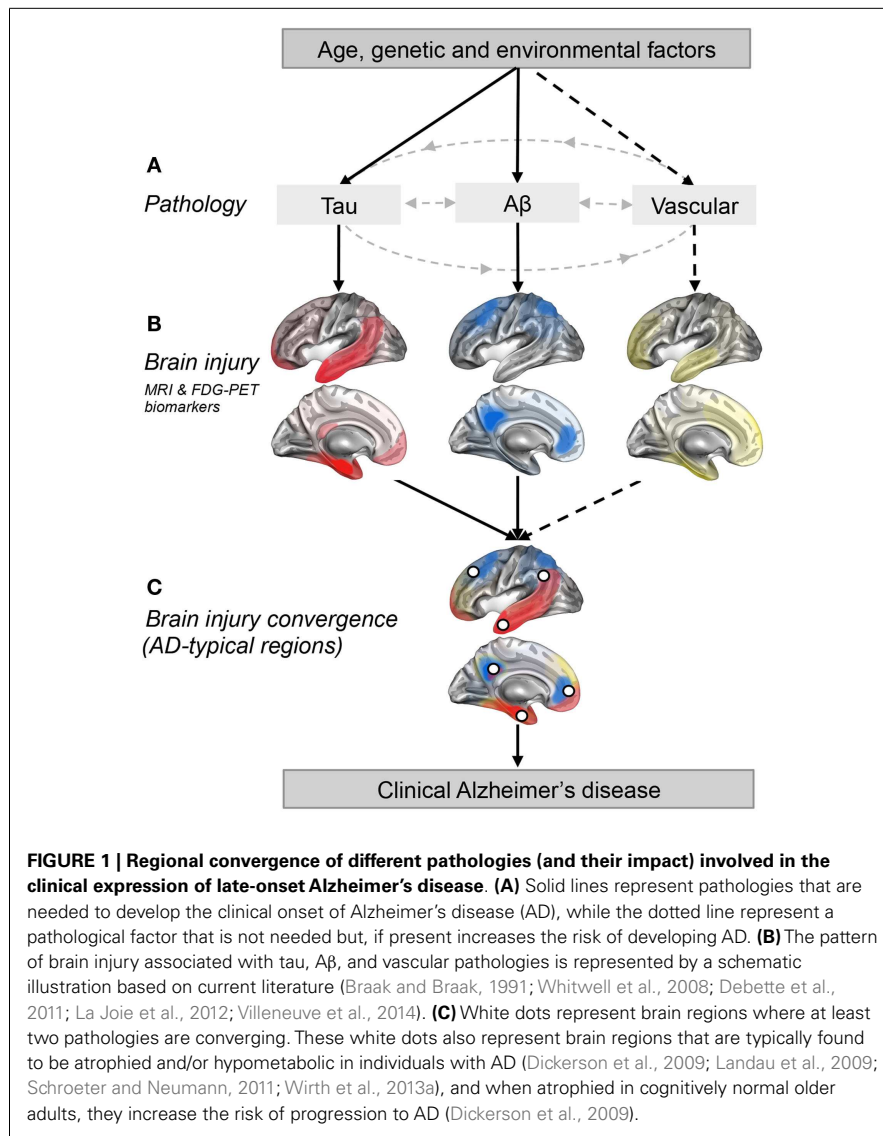 Age, genetic and environmental factors
A
Pathology
Tau
Aβ
Vascular
B
Brain injury
MRI & FDG-PET
biomarkers
C
Brain injury convergence
(AD-typical regions)
Clinical Alzheimer's disease
FIGURE 1 | Regional convergence of different pathologies (and their impact) involved in the
clinical expression of late-onset Alzheimer's disease. (A) Solid lines represent pathologies that are
needed to develop the clinical onset of Alzheimer's disease (AD), while the dotted line represent a
pathological factor that is not needed but, if present increases the risk of developing AD. (B) The pattern
of brain injury associated with tau, Aβ, and vascular pathologies is represented by a schematic
illustration based on current literature (Braak and Braak, 1991; Whitwell et al., 2008; Debette et al.,
2011; La Joie et al., 2012; Villeneuve et al., 2014). (C) White dots represent brain regions where at least
two pathologies are converging. These white dots also represent brain regions that are typically found
to be atrophied and/or hypometabolic in individuals with AD (Dickerson et al., 2009; Landau et al., 2009;
Schroeter and Neumann, 2011; Wirth et al., 2013a), and when atrophied in cognitively normal older
adults, they increase the risk of progression to AD (Dickerson et al., 2009).